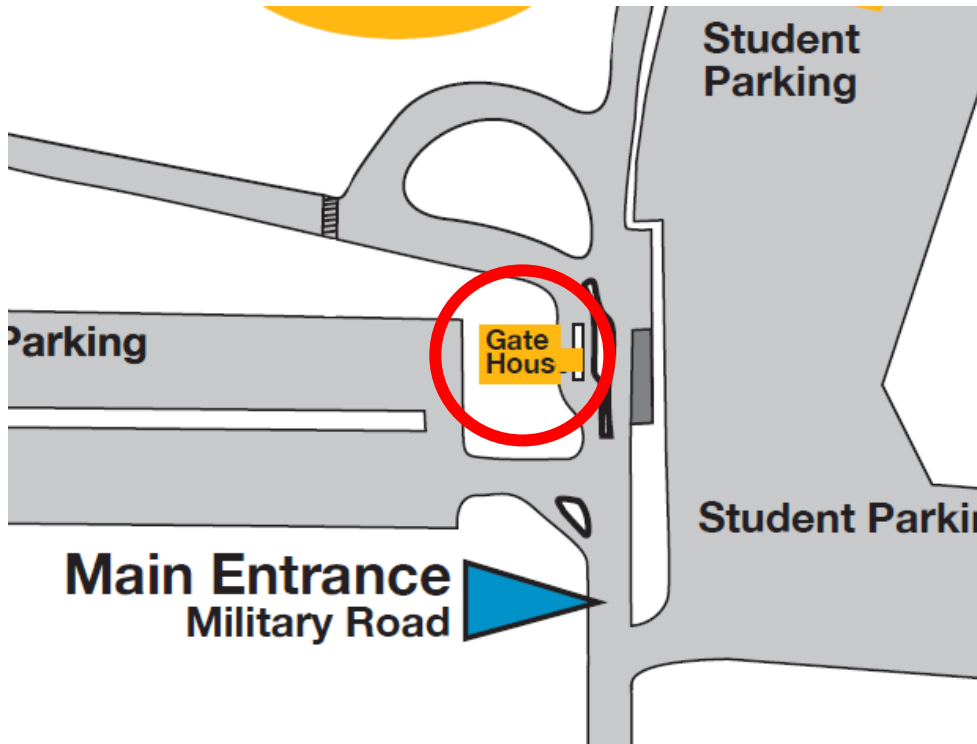 Student
Parking
Parking
Gate
Hous
Student Parkin
Main Entrance
Military Road